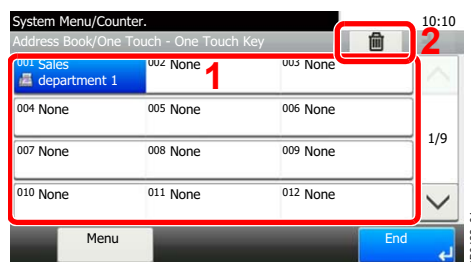 System Menu/Counter. 10:10
Address Book/One Touch - One Touch Key 2
001 Sales 002 None 003 None
department 1 1
004 None 005 None 006 None
1/9
007 None 008 None 009 None
010 None 011 None 012 None
Menu End